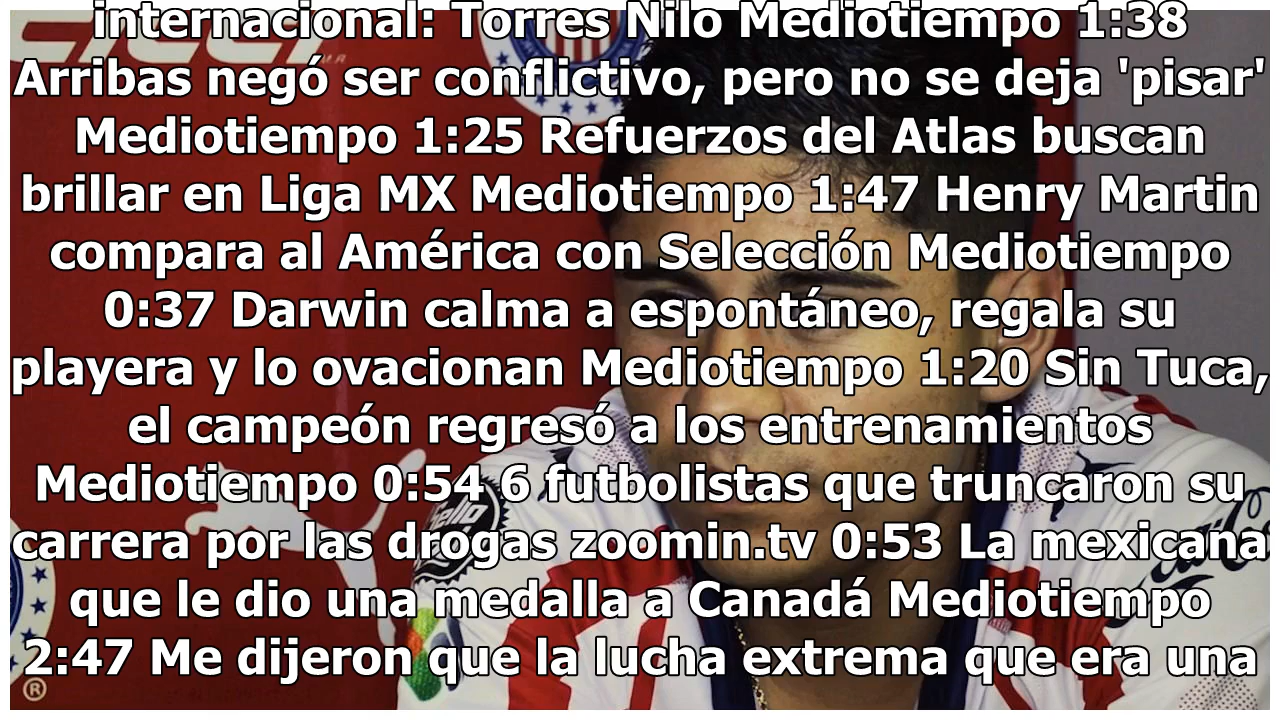 internacional: Torres Nilo Mediotiempo 1:38
Arribas negó ser conflictivo, pero no se deja 'pisar'
Mediotiempo 1:25 Refuerzos del Atlas buscan
brillar en Liga MX Mediotiempo 1:47 Henry Martin
compara al América con Selección Mediotiempo
0:37 Darwin calma a espontáneo, regala su
playera y lo ovacionan Mediotiempo 1:20 Sin Tuca,
el campeón regresó a los entrenamientos
Mediotiempo 0:54 6 futbolistas que truncaron su
carrera por las drogas zoomin.tv 0:53 La mexicana
que le dio una medalla a Canadá Mediotiempo
2:47 Me dijeron que la lucha extrema que era una
®